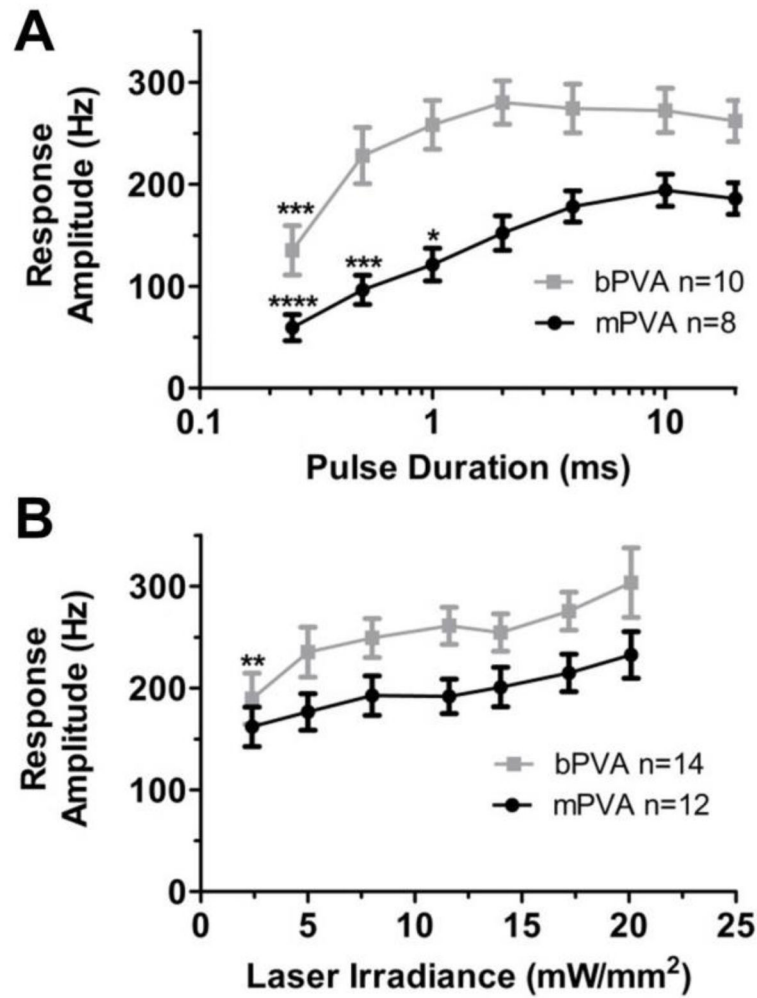 A
Response
Amplitude (Hz)
300
200
100
0
***
****
***
*
bPVA n=10
mPVA n=8
0.1
1
10
Pulse Duration (ms)
B
Response
Amplitude (Hz)
300
200
100
0
**
bPVA n=14
mPVA n=12
0
5
10
15
20
25
Laser Irradiance (mW/mm²)